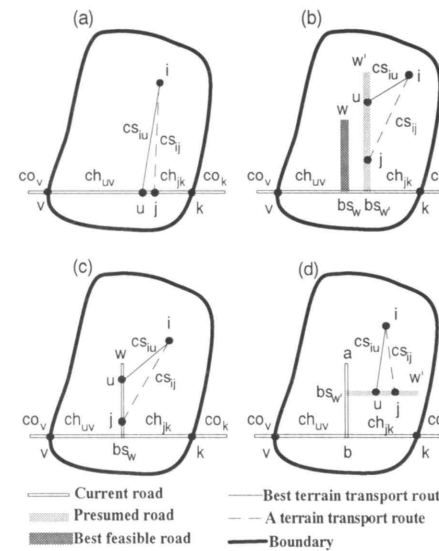 (a)
i
cs_iu
cs_ij
co_v ch_uv ch_jk co_k
v u j k
(b)
w' cs_iu i
u
w
cs_ij
j
co_v ch_uv ch_jk
v bs_w bs_w' k
(c)
i
w cs_iu
u
cs_ij
j
co_v ch_uv ch_jk co_k
v bs_w k
(d)
i
cs_iu
a cs_ij
bs_w' w'
u j
co_v ch_uv ch_jk
v b k
Current road
Presumed road
Best feasible road
Best terrain transport rout
A terrain transport route
Boundary